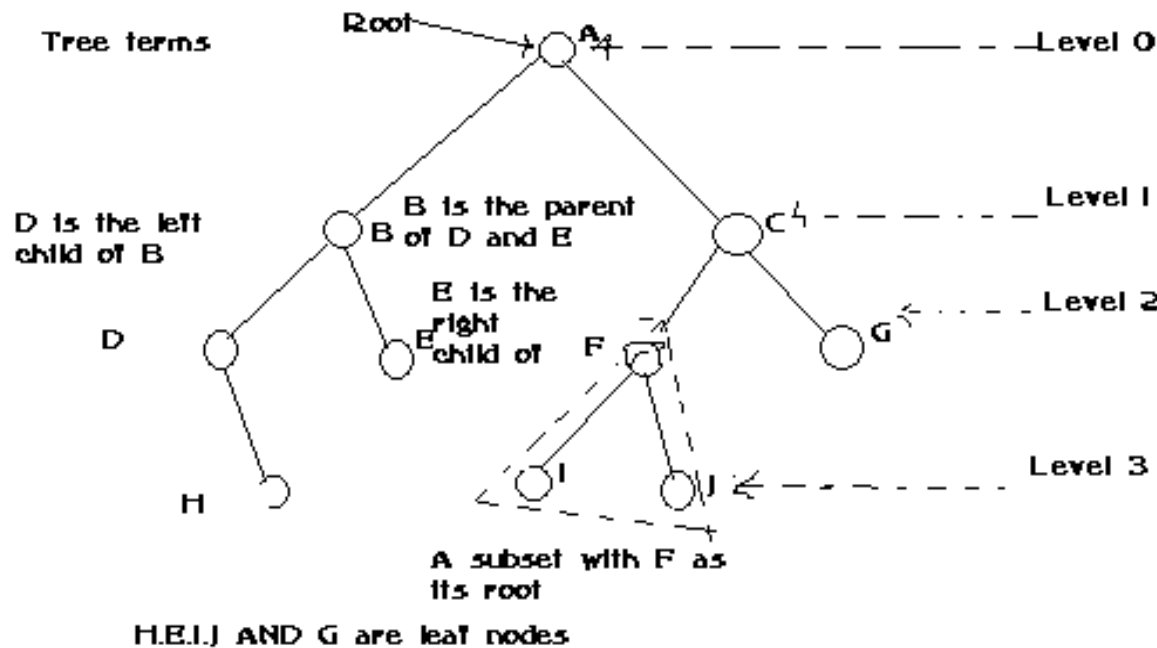 Root
A
Tree terms
Level 0
Level 1
D is the left
child of B
B
B is the parent
of D and E
C
Level 2
E is the
right
child of
D
E
F
G
Level 3
H
I
J
A subset with F as
its root
H.E.I.J AND G are leaf nodes